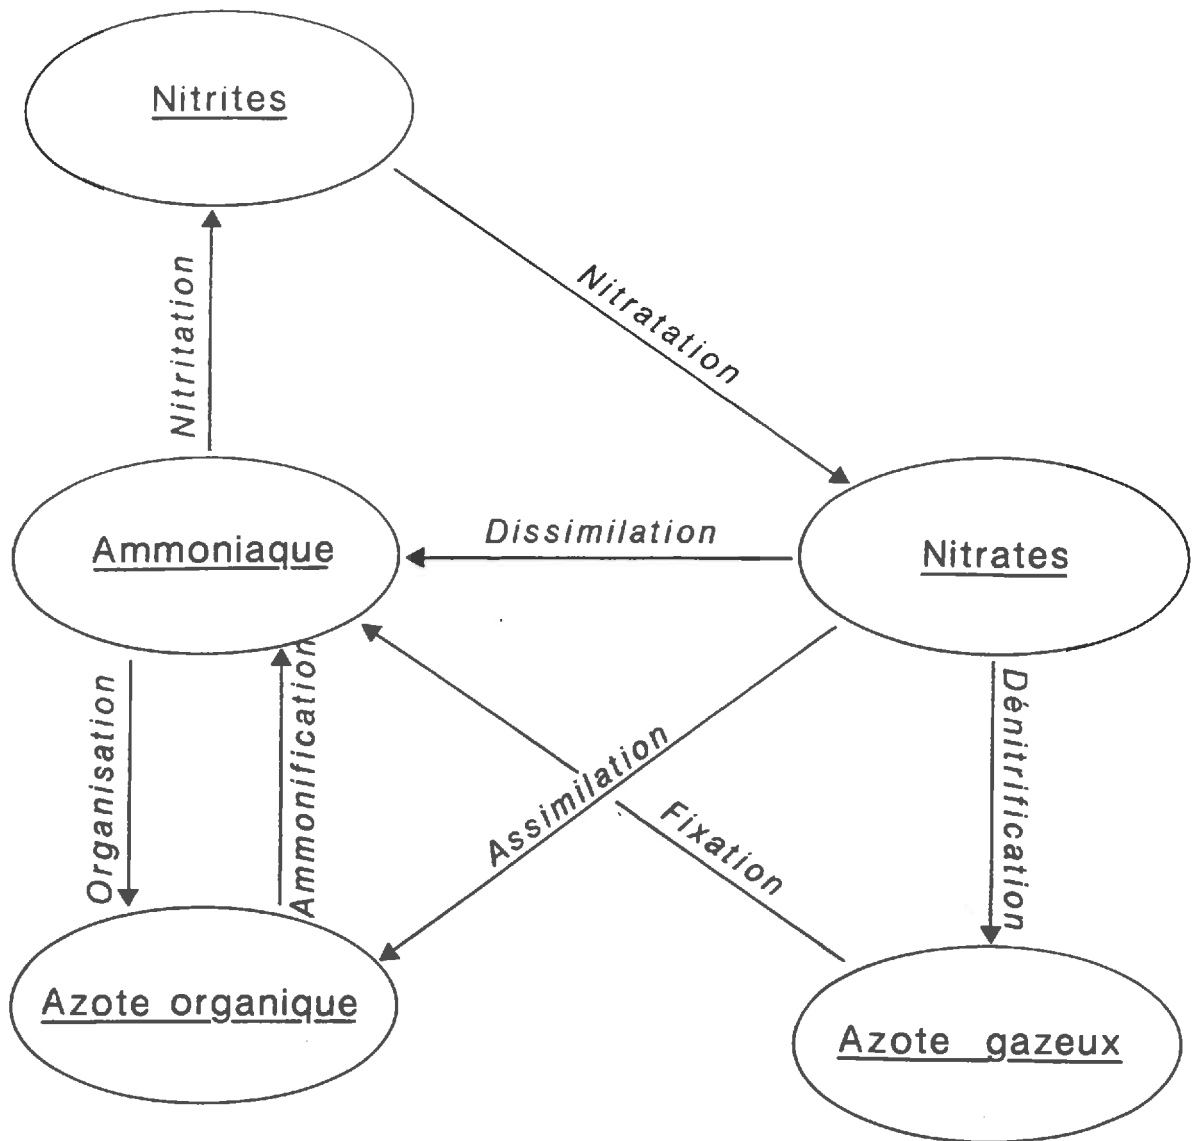 Nitrites
Nitritation
Nitratation
Ammoniaque
Dissimilation
Nitrates
Organisation
Ammonification
Assimilation
Fixation
Dénitrification
Azote organique
Azote gazeux